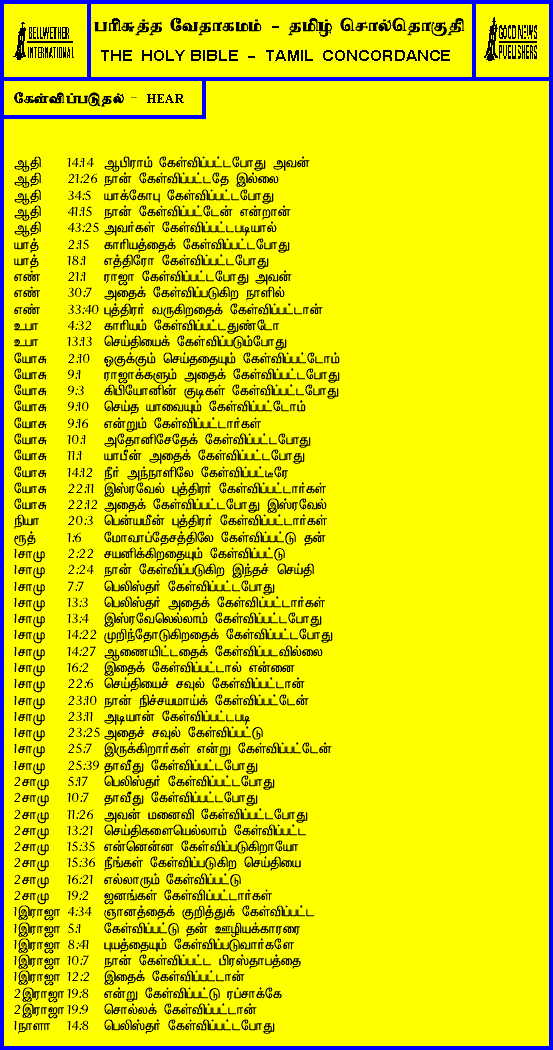 BELLWETHER
INTERNATIONAL
பரிசுத்த வேதாகமம் - தமிழ் சொல்தொகுதி
THE HOLY BIBLE - TAMIL CONCORDANCE
GOOD NEWS
PUBLISHERS
கேள்விப்படுதல் - HEAR
ஆதி 14:14 ஆபிராம் கேள்விப்பட்டபோது அவன்
ஆதி 21:26 நான் கேள்விப்பட்டதே இல்லை
ஆதி 34:5 யாக்கோபு கேள்விப்பட்டபோது
ஆதி 41:15 நான் கேள்விப்பட்டேன் என்றான்
ஆதி 43:25 அவர்கள் கேள்விப்பட்டபடியால்
யாத் 2:15 காரியத்தைக் கேள்விப்பட்டபோது
யாத் 18:1 எத்திரோ கேள்விப்பட்டபோது
எண் 21:1 ராஜா கேள்விப்பட்டபோது அவன்
எண் 30:7 அதைக் கேள்விப்படுகிற நாளில்
எண் 33:40 புத்திரர் வருகிறதைக் கேள்விப்பட்டான்
உபா 4:32 காரியம் கேள்விப்பட்டதுண்டோ
உபா 13:13 செய்தியைக் கேள்விப்படும்போது
யோசு 2:10 ஓகுக்கும் செய்ததையும் கேள்விப்பட்டோம்
யோசு 9:1 ராஜாக்களும் அதைக் கேள்விப்பட்டபோது
யோசு 9:3 கிபியோனின் குடிகள் கேள்விப்பட்டபோது
யோசு 9:10 செய்த யாவையும் கேள்விப்பட்டோம்
யோசு 9:16 என்றும் கேள்விப்பட்டார்கள்
யோசு 10:1 அதோனிசேதேக் கேள்விப்பட்டபோது
யோசு 11:1 யாபீன் அதைக் கேள்விப்பட்டபோது
யோசு 14:12 நீர் அந்நாளிலே கேள்விப்பட்டீரே
யோசு 22:11 இஸ்ரவேல் புத்திரர் கேள்விப்பட்டார்கள்
யோசு 22:12 அதைக் கேள்விப்பட்டபோது இஸ்ரவேல்
நியா 20:3 பென்யமீன் புத்திரர் கேள்விப்பட்டார்கள்
ரூத் 1:6 மோவாப்தேசத்திலே கேள்விப்பட்டு தன்
1சாமு 2:22 சயனிக்கிறதையும் கேள்விப்பட்டு
1சாமு 2:24 நான் கேள்விப்படுகிற இந்தச் செய்தி
1சாமு 7:7 பெலிஸ்தர் கேள்விப்பட்டபோது
1சாமு 13:3 பெலிஸ்தர் அதைக் கேள்விப்பட்டார்கள்
1சாமு 13:4 இஸ்ரவேலெல்லாம் கேள்விப்பட்டபோது
1சாமு 14:22 முறிந்தோடுகிறதைக் கேள்விப்பட்டபோது
1சாமு 14:27 ஆணையிட்டதைக் கேள்விப்படவில்லை
1சாமு 16:2 இதைக் கேள்விப்பட்டால் என்னை
1சாமு 22:6 செய்தியைச் சவுல் கேள்விப்பட்டான்
1சாமு 23:10 நான் நிச்சயமாய்க் கேள்விப்பட்டேன்
1சாமு 23:11 அடியான் கேள்விப்பட்டபடி
1சாமு 23:25 அதைச் சவுல் கேள்விப்பட்டு
1சாமு 25:7 இருக்கிறார்கள் என்று கேள்விப்பட்டேன்
1சாமு 25:39 தாவீது கேள்விப்பட்டபோது
2சாமு 5:17 பெலிஸ்தர் கேள்விப்பட்டபோது
2சாமு 10:7 தாவீது கேள்விப்பட்டபோது
2சாமு 11:26 அவன் மனைவி கேள்விப்பட்டபோது
2சாமு 13:21 செய்திகளையெல்லாம் கேள்விப்பட்ட
2சாமு 15:35 என்னென்ன கேள்விப்படுகிறாயோ
2சாமு 15:36 நீங்கள் கேள்விப்படுகிற செய்தியை
2சாமு 16:21 எல்லாரும் கேள்விப்பட்டு
2சாமு 19:2 ஜனங்கள் கேள்விப்பட்டார்கள்
1இராஜா 4:34 ஞானத்தைக் குறித்துக் கேள்விப்பட்ட
1இராஜா 5:1 கேள்விப்பட்டு தன் ஊழியக்காரரை
1இராஜா 8:41 புயத்தையும் கேள்விப்படுவார்களே
1இராஜா 10:7 நான் கேள்விப்பட்ட பிரஸ்தாபத்தை
1இராஜா 12:2 இதைக் கேள்விப்பட்டான்
2இராஜா 19:8 என்று கேள்விப்பட்டு ரப்சாக்கே
2இராஜா 19:9 சொல்லக் கேள்விப்பட்டான்
1நாளா 14:8 பெலிஸ்தர் கேள்விப்பட்டபோது